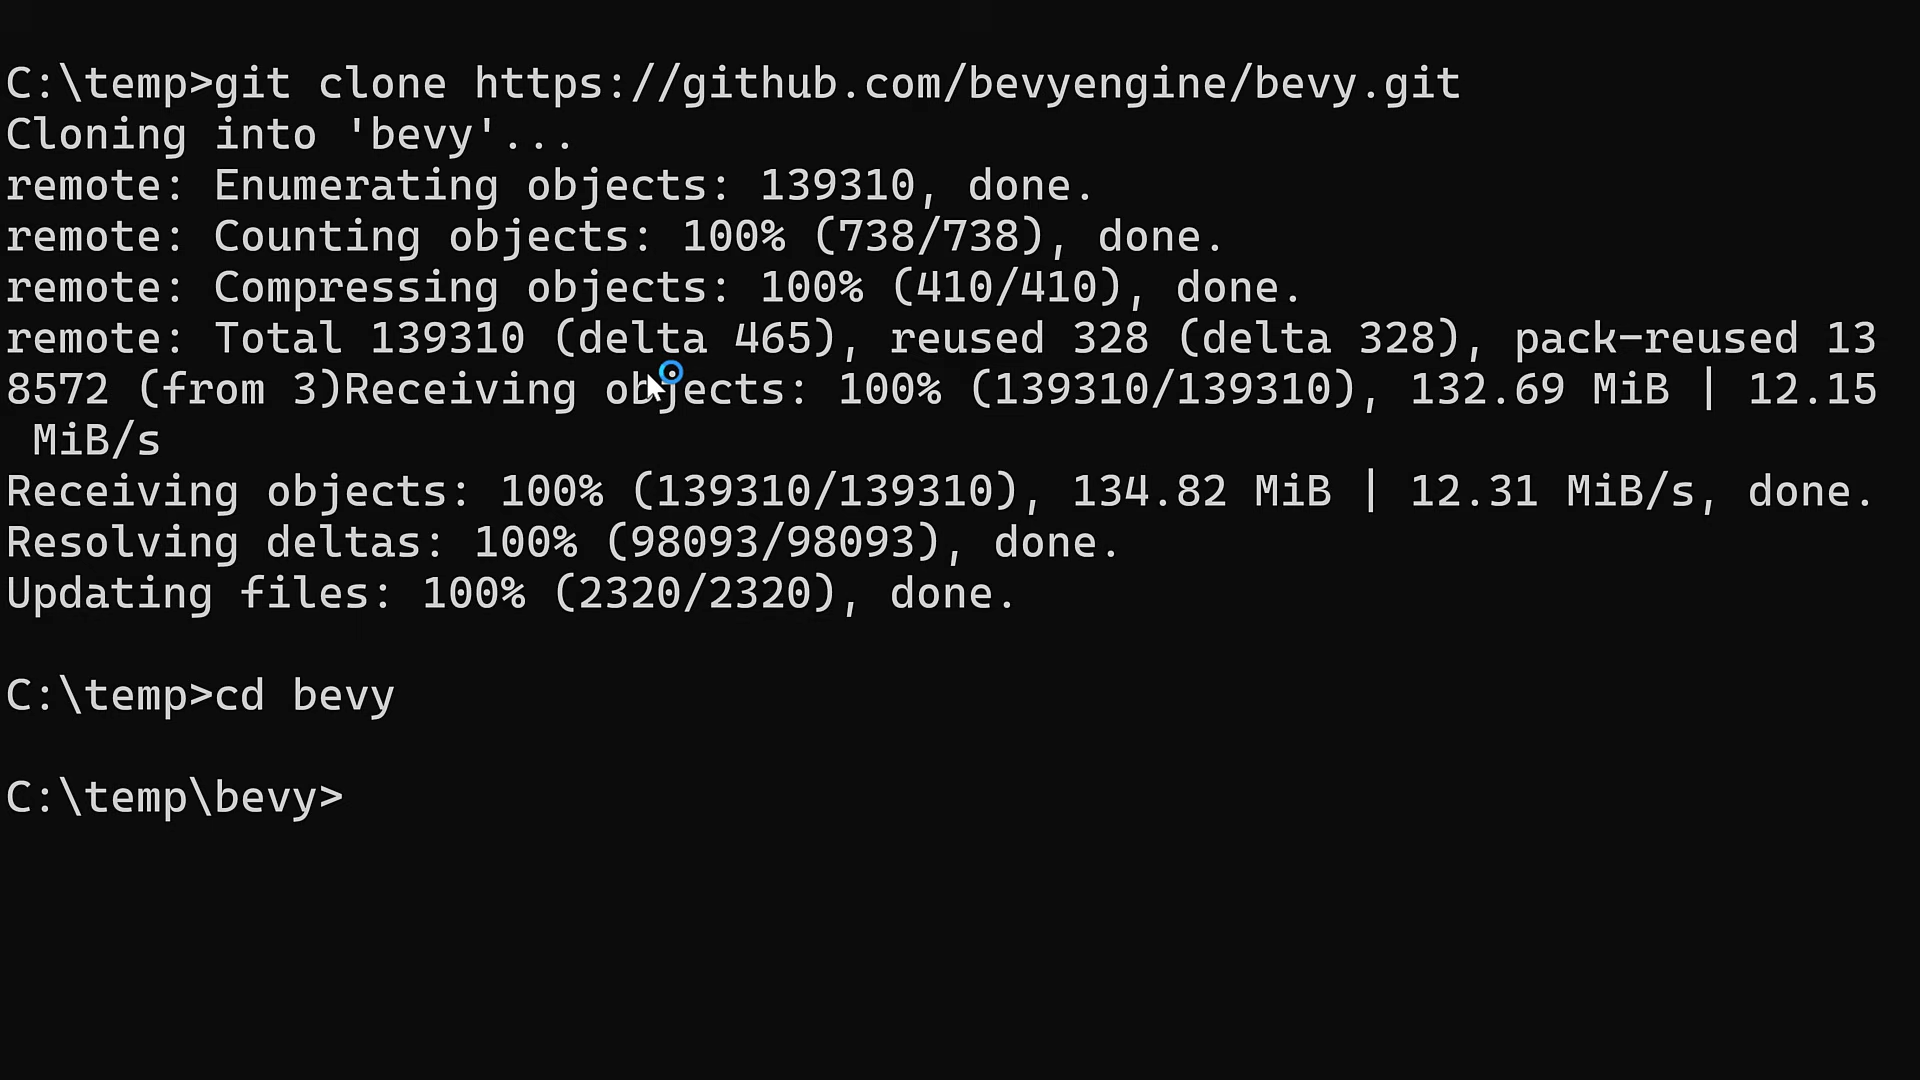 C:\temp>git clone https://github.com/bevyengine/bevy.git
Cloning into 'bevy'...
remote: Enumerating objects: 139310, done.
remote: Counting objects: 100% (738/738), done.
remote: Compressing objects: 100% (410/410), done.
remote: Total 139310 (delta 465), reused 328 (delta 328), pack-reused 13
8572 (from 3)Receiving objects: 100% (139310/139310), 132.69 MiB | 12.15
 MiB/s
Receiving objects: 100% (139310/139310), 134.82 MiB | 12.31 MiB/s, done.
Resolving deltas: 100% (98093/98093), done.
Updating files: 100% (2320/2320), done.
C:\temp>cd bevy
C:\temp\bevy>